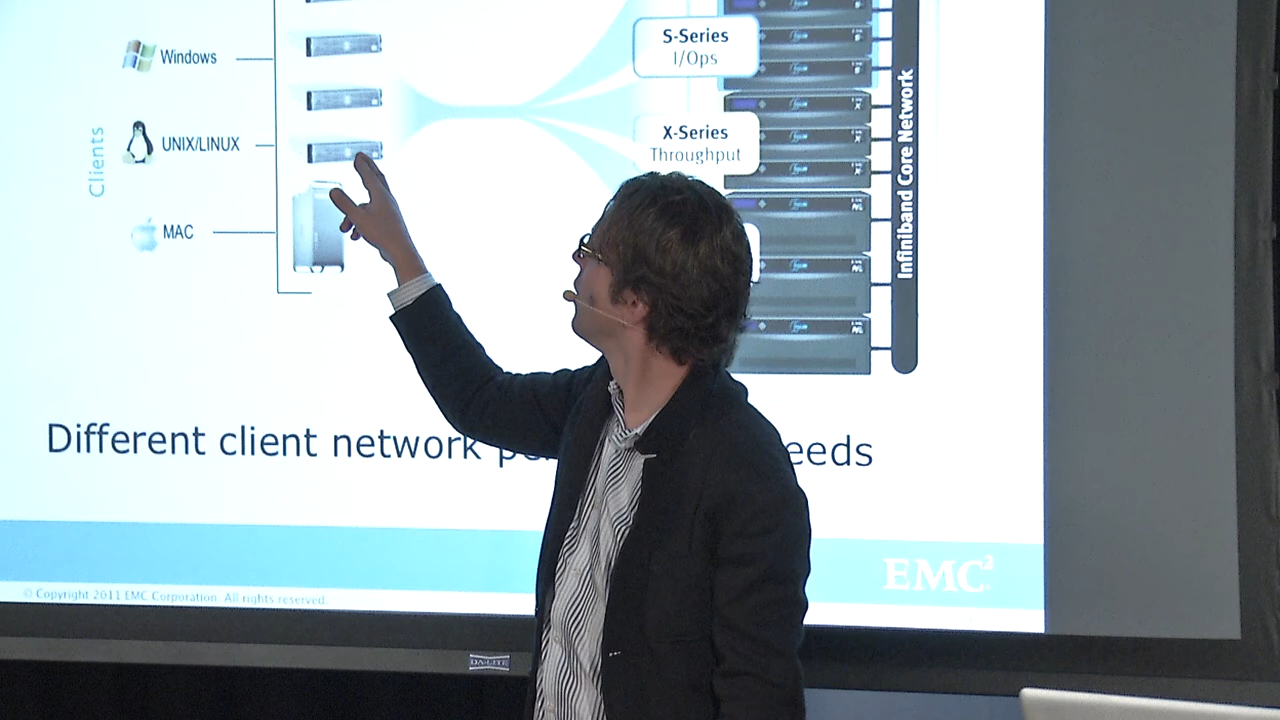 Clients
Windows
UNIX/LINUX
MAC
S-Series
I/Ops
X-Series
Throughput
Infiniband Core Network
Different client network
eeds
EMC²
© Copyright 2011 EMC Corporation. All rights reserved.
DA-LITE